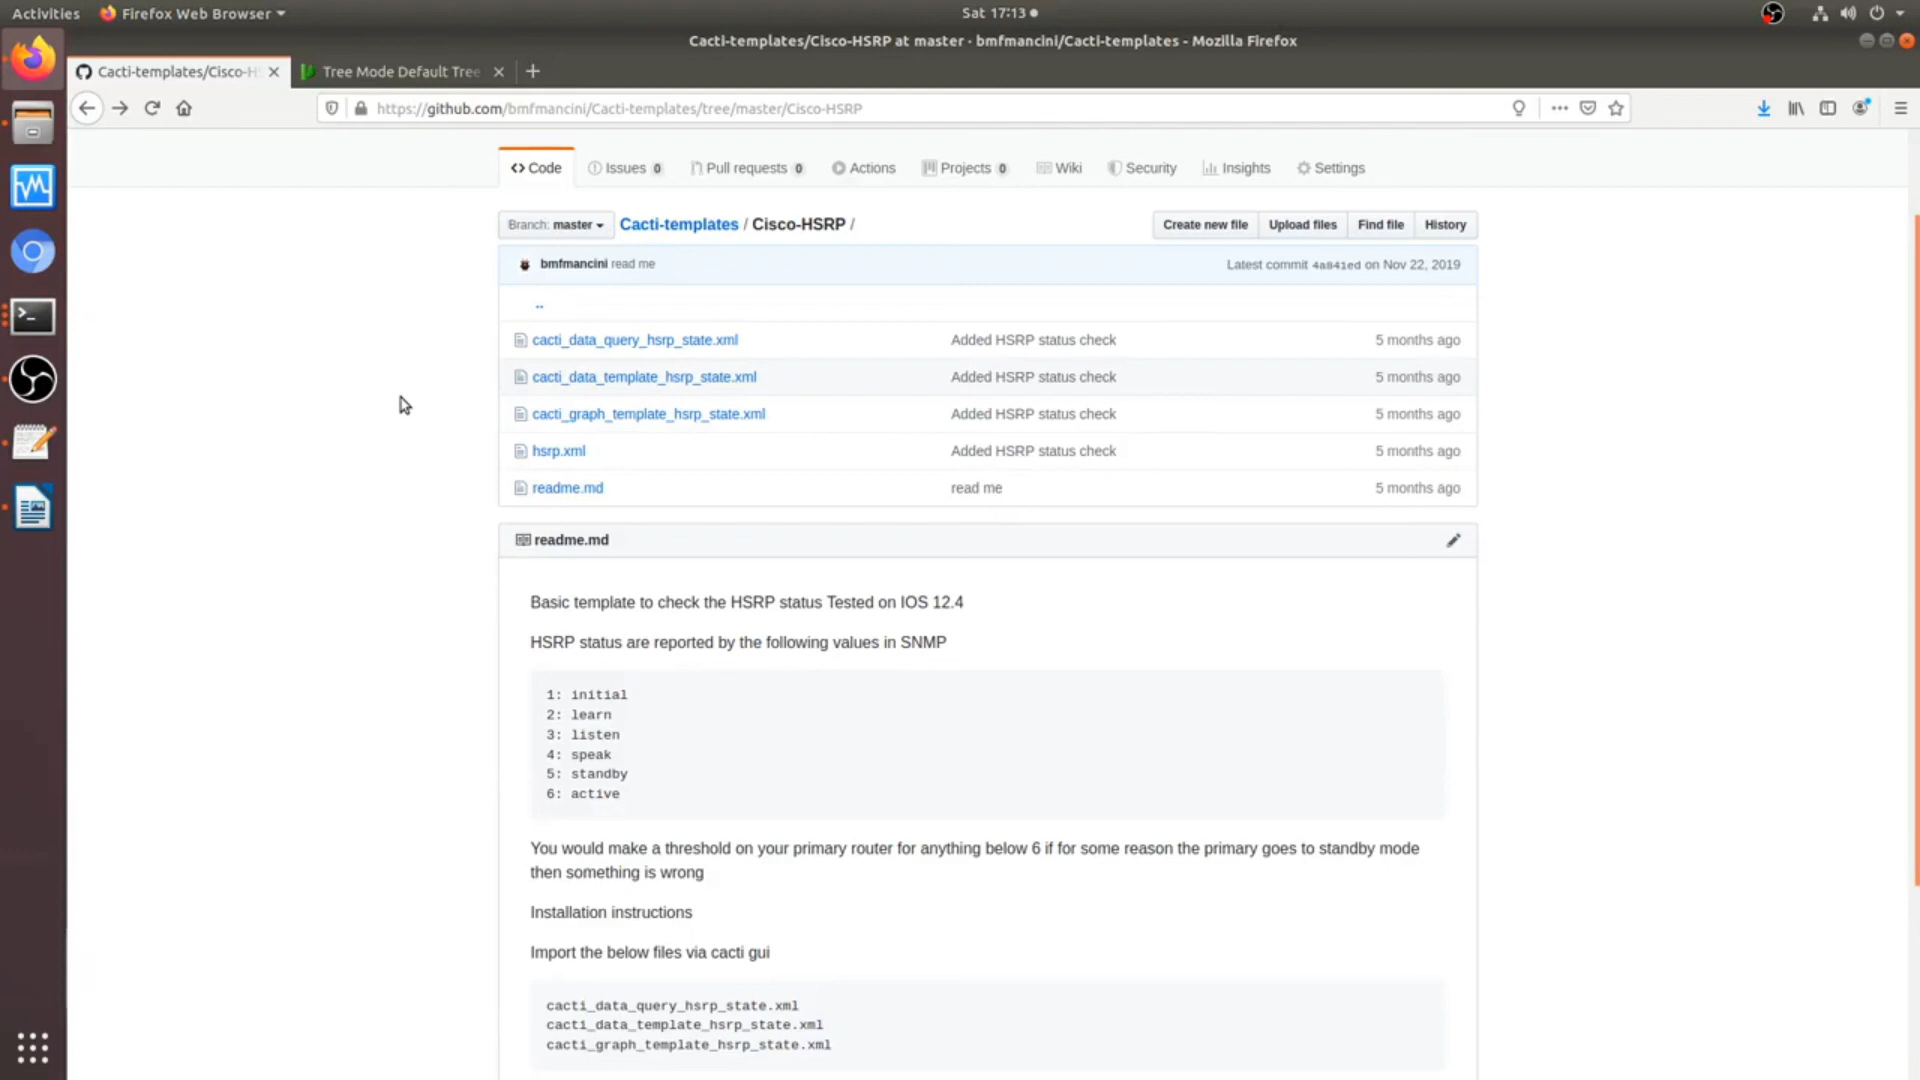 Activities Firefox Web Browser Sat 17:13
Cacti-templates/Cisco-HSRP at master · bmfmancini/Cacti-templates - Mozilla Firefox
Cacti-templates/Cisco-H Tree Mode Default Tree
https://github.com/bmfmancini/Cacti-templates/tree/master/Cisco-HSRP
Code Issues 0 Pull requests 0 Actions Projects 0 Wiki Security Insights Settings
Branch: master Cacti-templates / Cisco-HSRP / Create new file Upload files Find file History
bmfmancini read me Latest commit 4a841ed on Nov 22, 2019
..
cacti_data_query_hsrp_state.xml Added HSRP status check 5 months ago
cacti_data_template_hsrp_state.xml Added HSRP status check 5 months ago
cacti_graph_template_hsrp_state.xml Added HSRP status check 5 months ago
hsrp.xml Added HSRP status check 5 months ago
readme.md read me 5 months ago
readme.md
Basic template to check the HSRP status Tested on IOS 12.4
HSRP status are reported by the following values in SNMP
1: initial
2: learn
3: listen
4: speak
5: standby
6: active
You would make a threshold on your primary router for anything below 6 if for some reason the primary goes to standby mode
then something is wrong
Installation instructions
Import the below files via cacti gui
cacti_data_query_hsrp_state.xml
cacti_data_template_hsrp_state.xml
cacti_graph_template_hsrp_state.xml